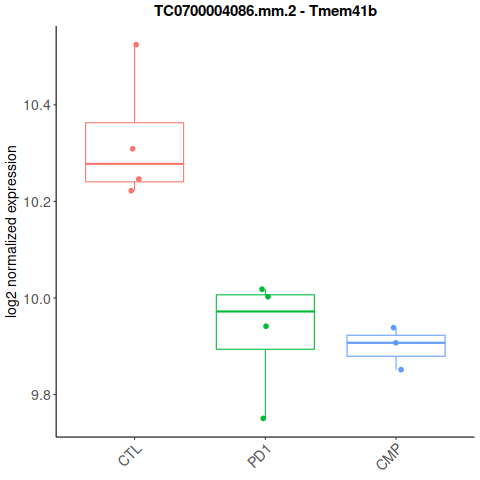 TC0700004086.mm.2 - Tmem41b
log2 normalized expression
10.4
10.2
10.0
9.8
CTL
PD1
CMP